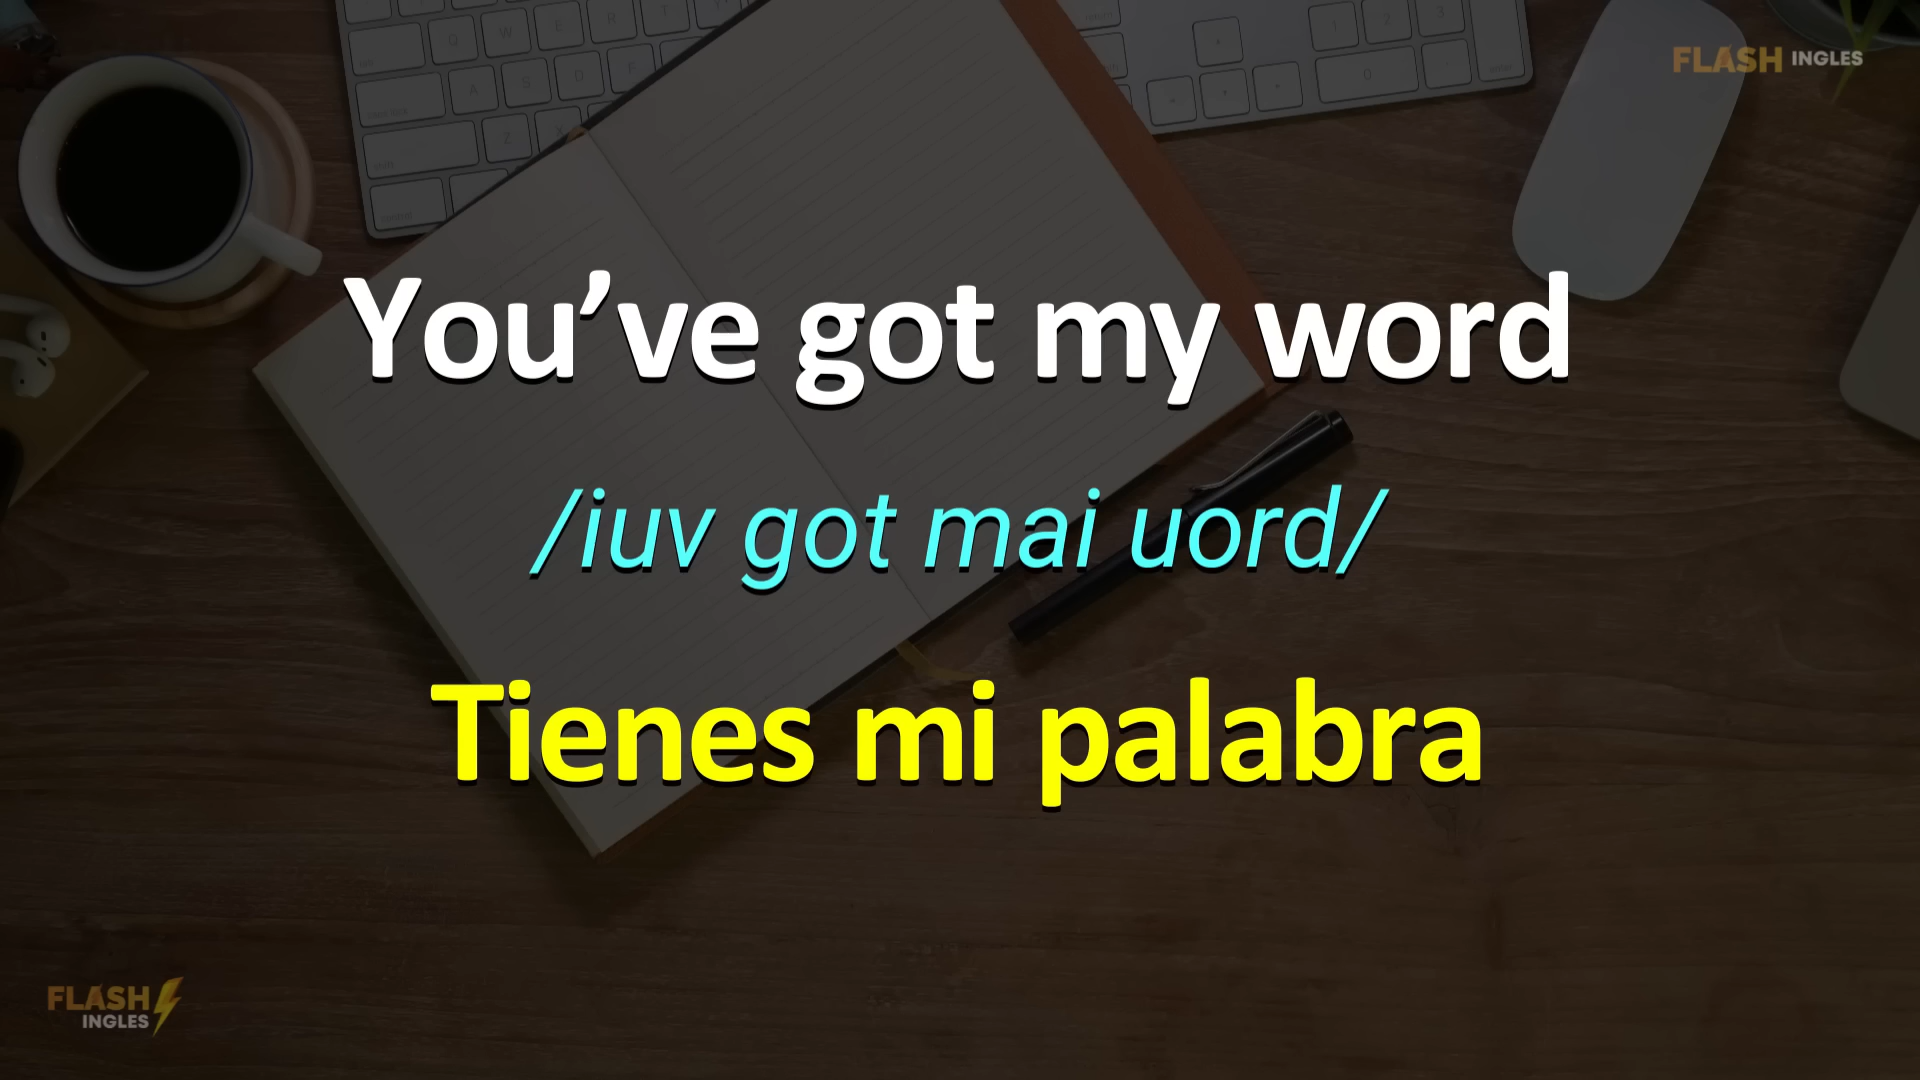 FLASH INGLES
You’ve got my word
/iuv got mai uord/
Tienes mi palabra
FLASH
INGLES